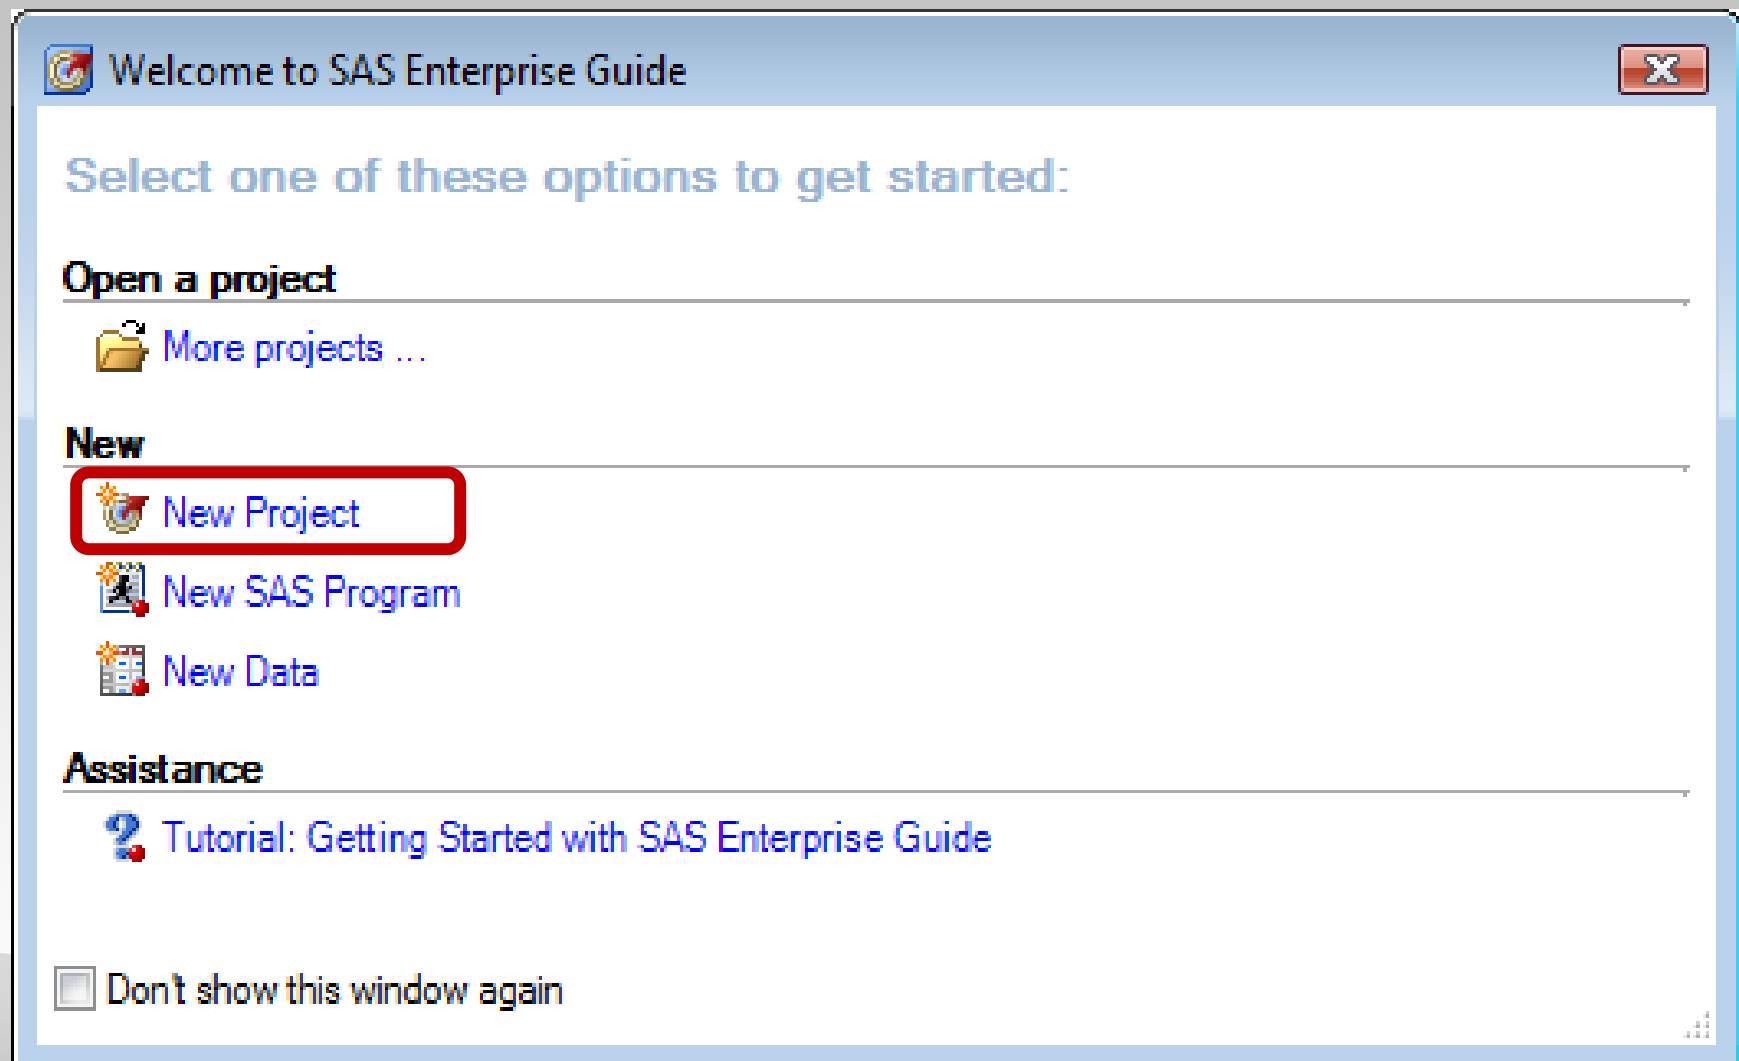 Welcome to SAS Enterprise Guide
Select one of these options to get started:
Open a project
More projects ...
New
New Project
New SAS Program
New Data
Assistance
Tutorial: Getting Started with SAS Enterprise Guide
Don't show this window again